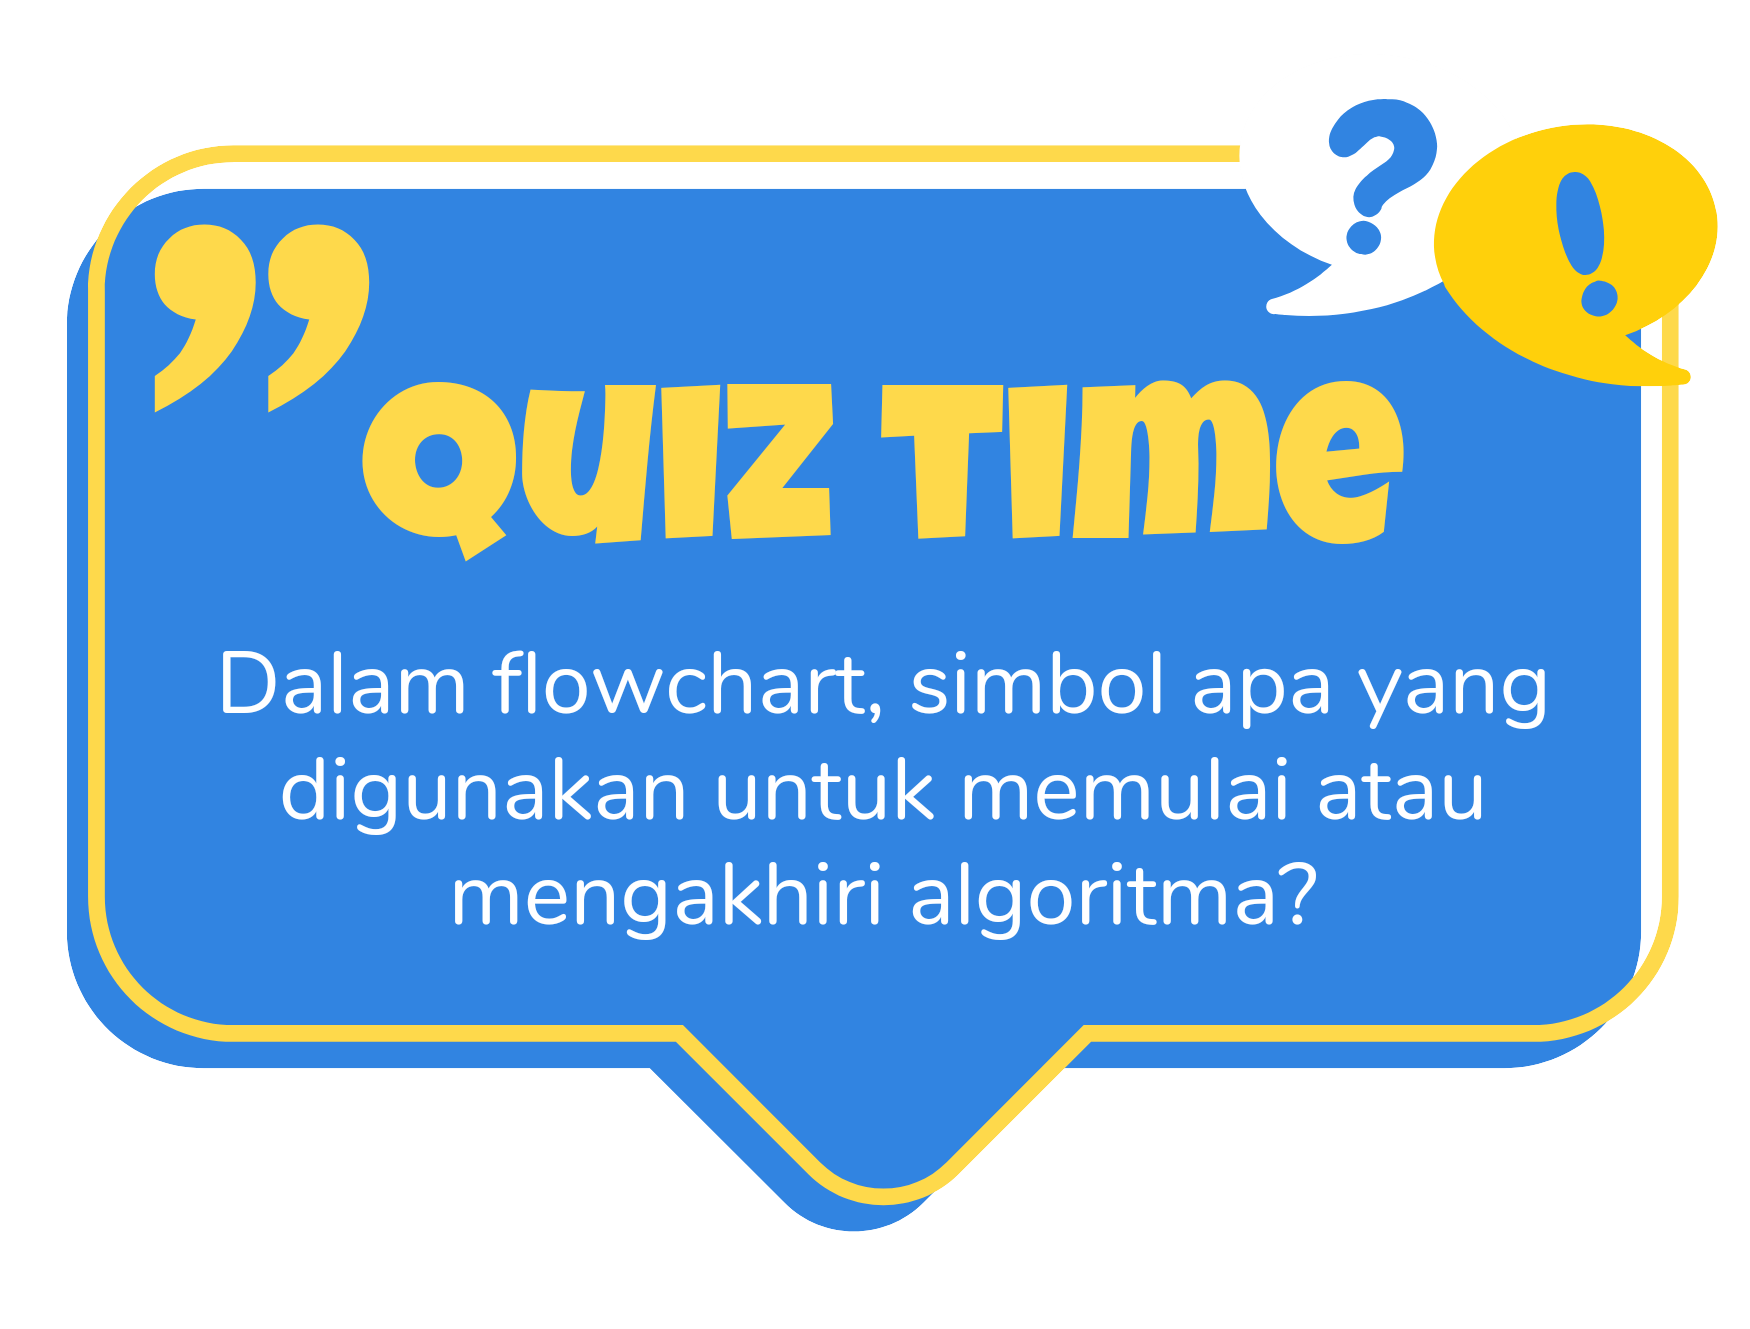 ”
QUIZ TIME
? !
Dalam flowchart, simbol apa yang
digunakan untuk memulai atau
mengakhiri algoritma?